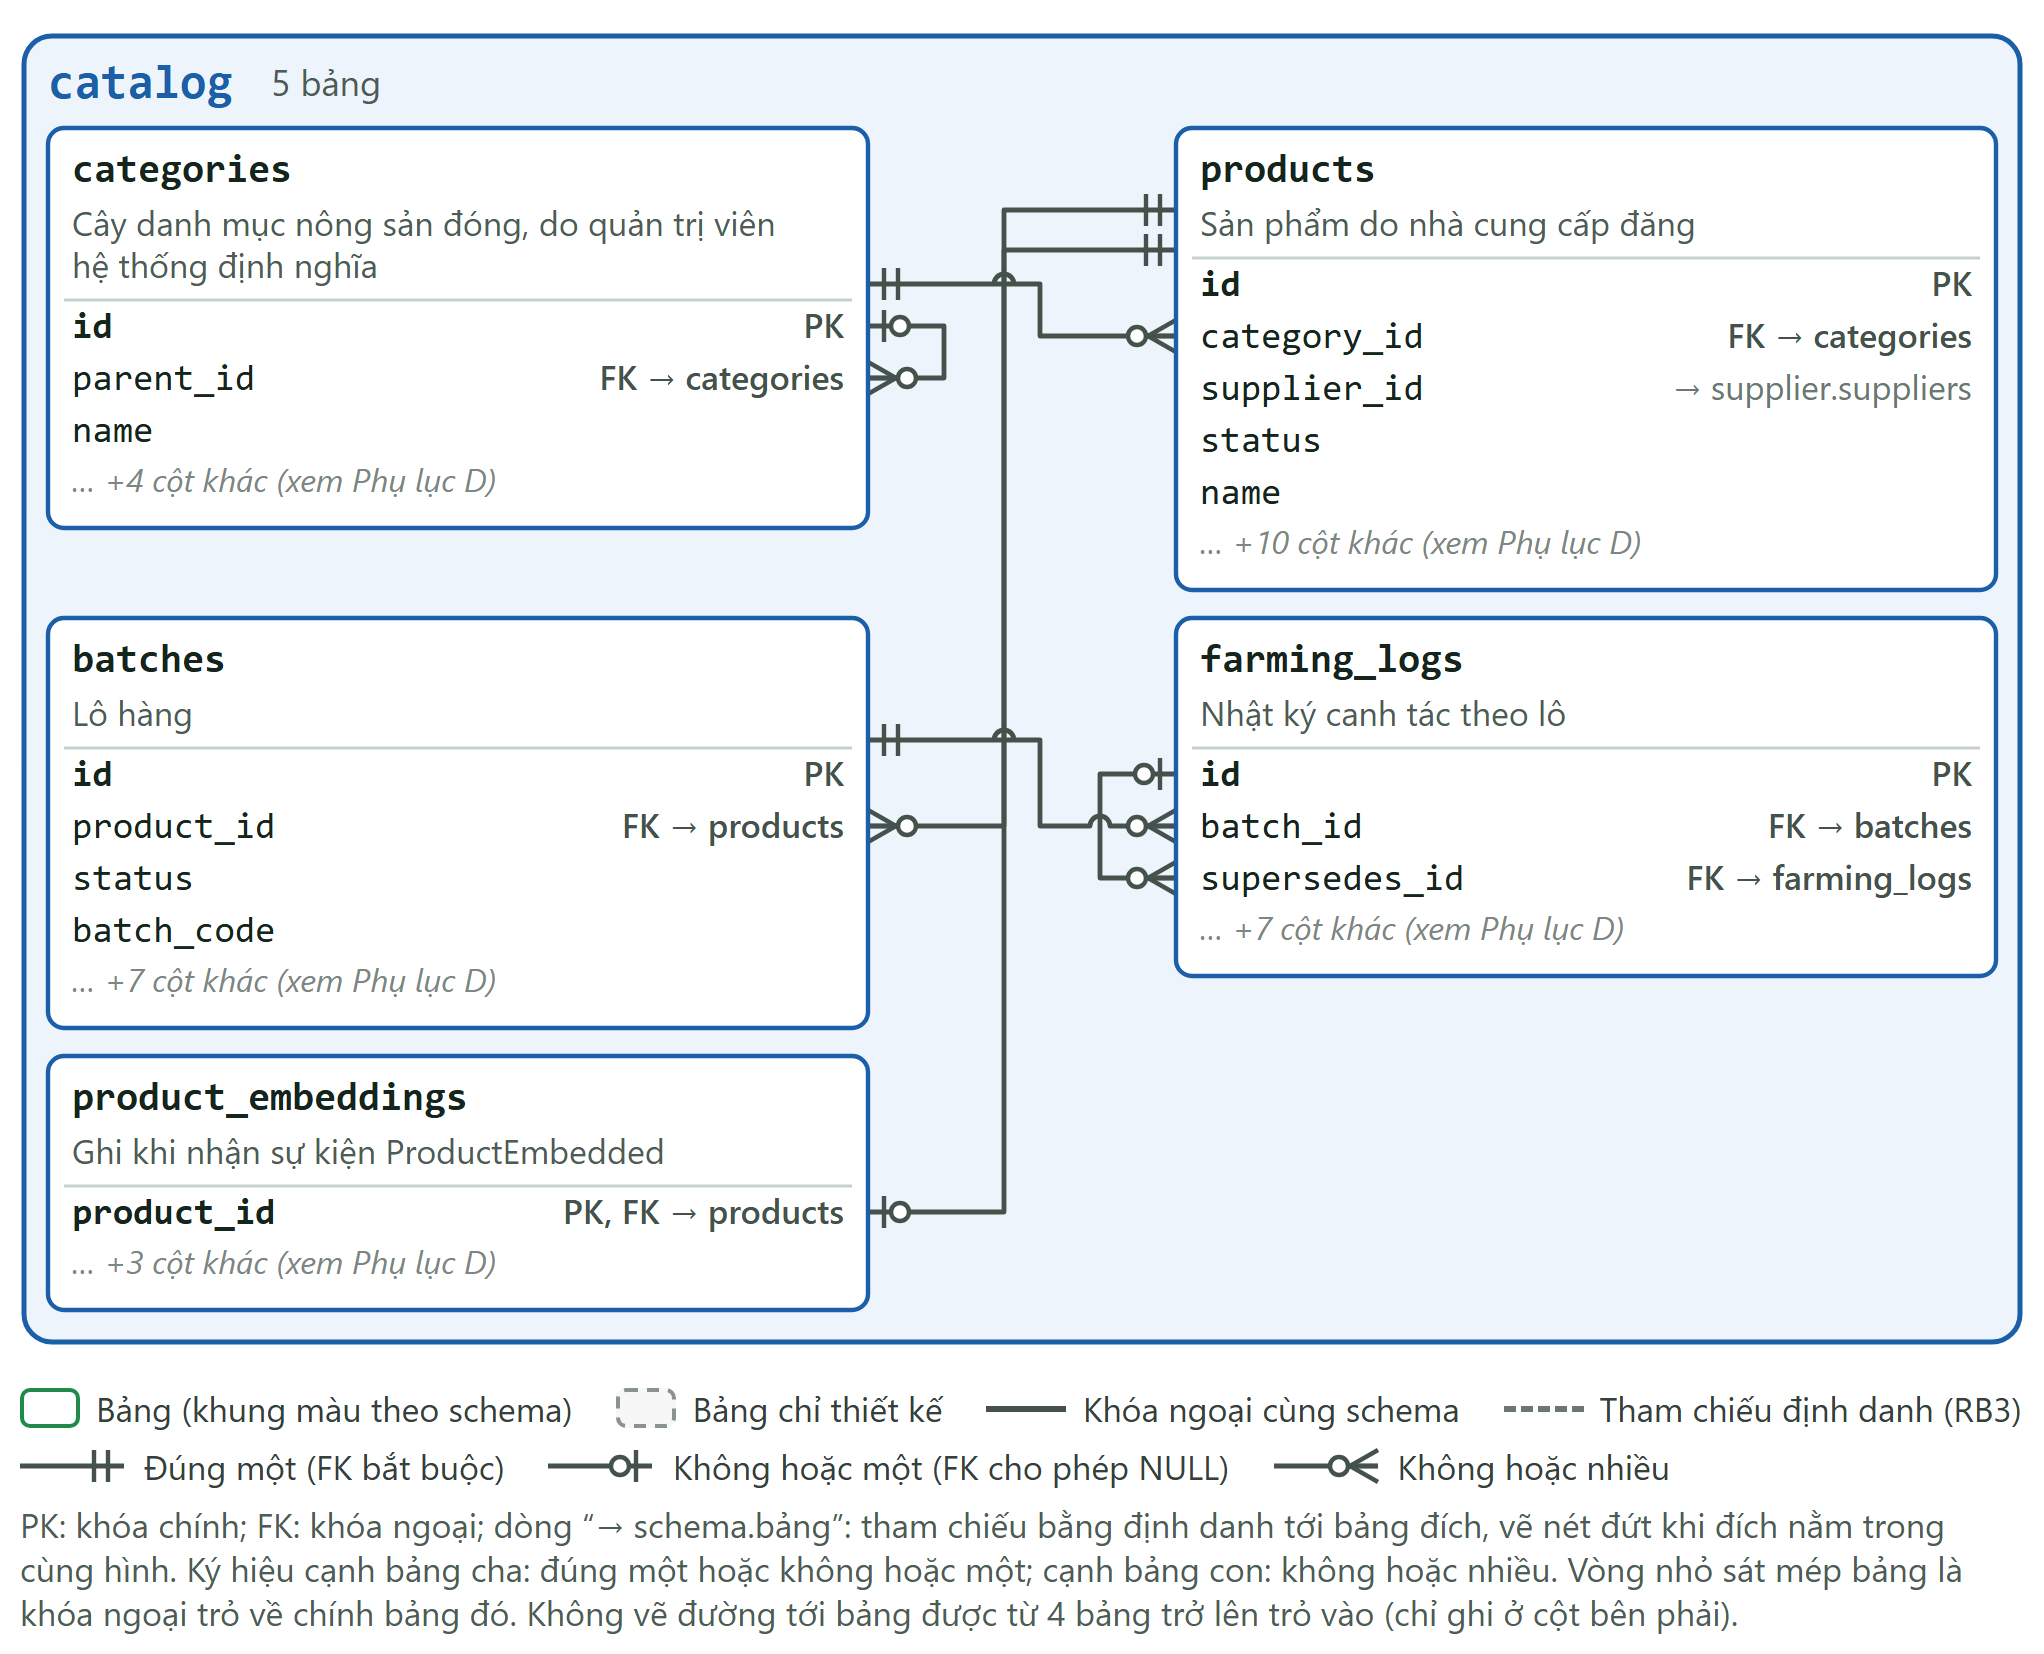 catalog 5 bảng
categories
Cây danh mục nông sản đóng, do quản trị viên
hệ thống định nghĩa
id PK
parent_id FK → categories
name
... +4 cột khác (xem Phụ lục D)
products
Sản phẩm do nhà cung cấp đăng
id PK
category_id FK → categories
supplier_id → supplier.suppliers
status
name
... +10 cột khác (xem Phụ lục D)
batches
Lô hàng
id PK
product_id FK → products
status
batch_code
... +7 cột khác (xem Phụ lục D)
farming_logs
Nhật ký canh tác theo lô
id PK
batch_id FK → batches
supersedes_id FK → farming_logs
... +7 cột khác (xem Phụ lục D)
product_embeddings
Ghi khi nhận sự kiện ProductEmbedded
product_id PK, FK → products
... +3 cột khác (xem Phụ lục D)
Bảng (khung màu theo schema) Bảng chỉ thiết kế Khóa ngoại cùng schema Tham chiếu định danh (RB3)
Đúng một (FK bắt buộc) Không hoặc một (FK cho phép NULL) Không hoặc nhiều
PK: khóa chính; FK: khóa ngoại; dòng “→ schema.bảng”: tham chiếu bằng định danh tới bảng đích, vẽ nét đứt khi đích nằm trong
cùng hình. Ký hiệu cạnh bảng cha: đúng một hoặc không hoặc một; cạnh bảng con: không hoặc nhiều. Vòng nhỏ sát mép bảng là
khóa ngoại trỏ về chính bảng đó. Không vẽ đường tới bảng được từ 4 bảng trở lên trỏ vào (chỉ ghi ở cột bên phải).